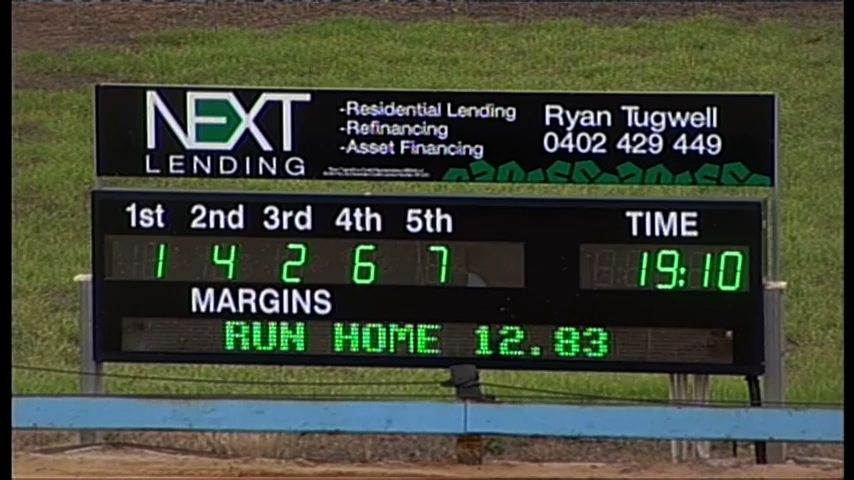 NEXT
LENDING
-Residential Lending
-Refinancing
-Asset Financing
Ryan Tugwell
0402 429 449
1st 2nd 3rd 4th 5th TIME
1 4 2 6 7 19:10
MARGINS
RUN HOME 12.83